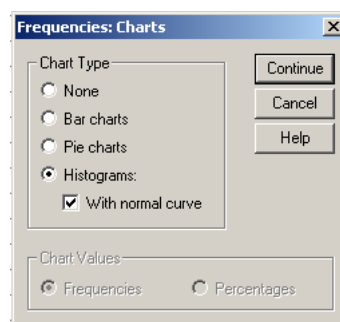 Frequencies: Charts
Chart Type
None
Bar charts
Pie charts
Histograms:
With normal curve
Continue
Cancel
Help
Chart Values
Frequencies Percentages